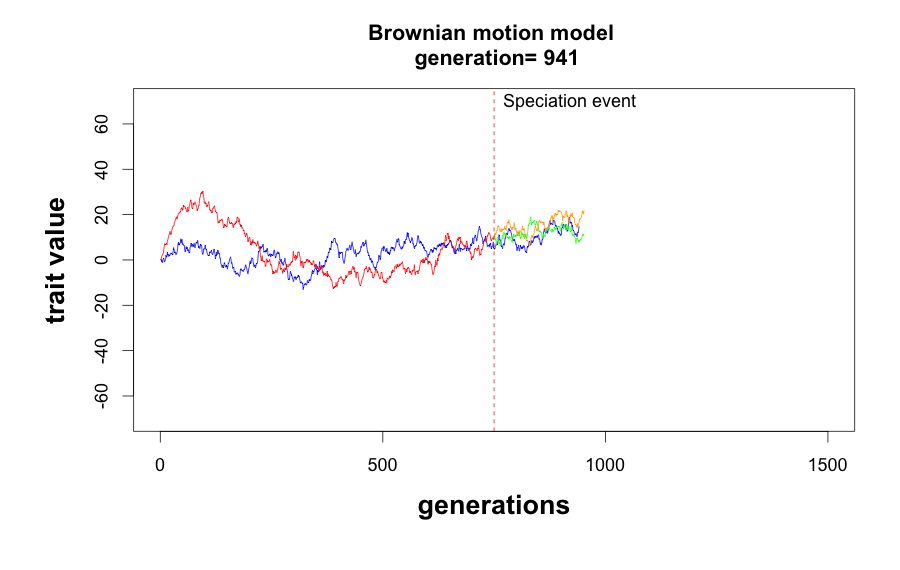 Brownian motion model
generation= 941
Speciation event
60
40
20
0
-20
-40
-60
trait value
0 500 1000 1500
generations